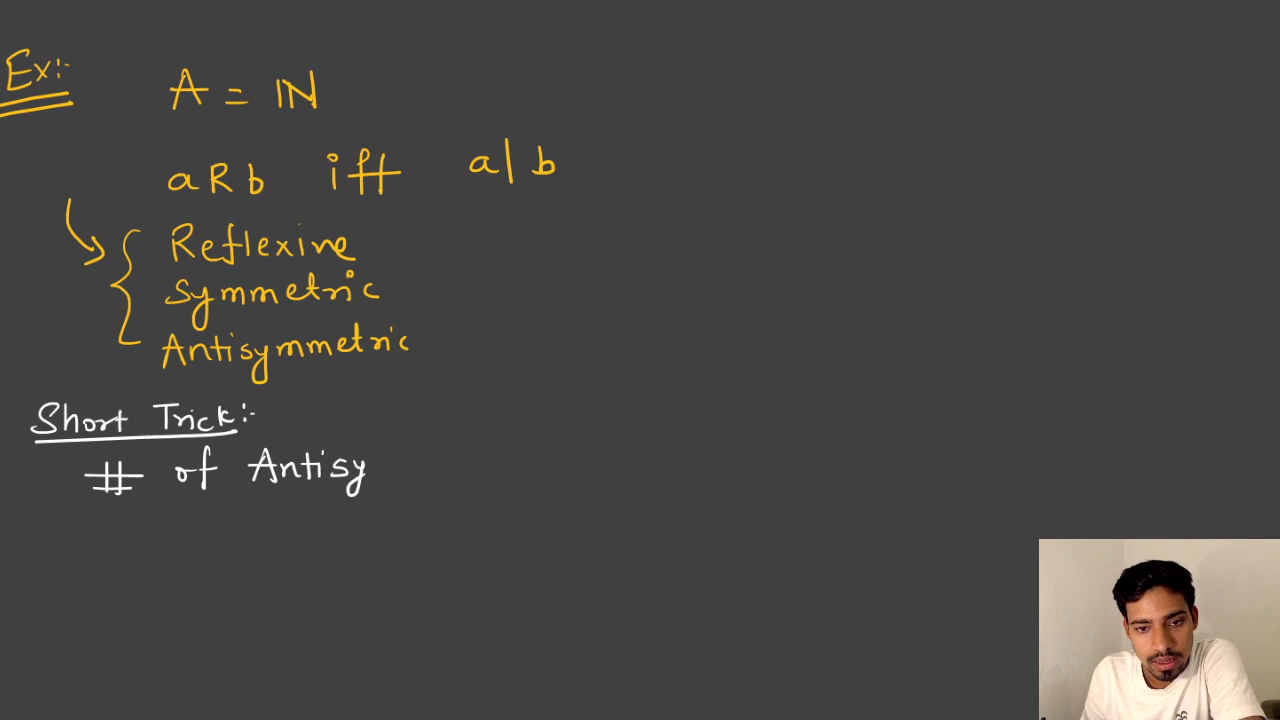 Ex:-
A = IN
aRb iff a|b
Reflexive
Symmetric
Antisymmetric
Short Trick:-
# of Antisy